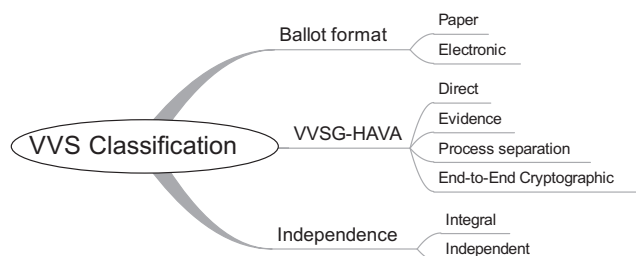 VVS Classification
Ballot format
Paper
Electronic
VVSG-HAVA
Direct
Evidence
Process separation
End-to-End Cryptographic
Independence
Integral
Independent